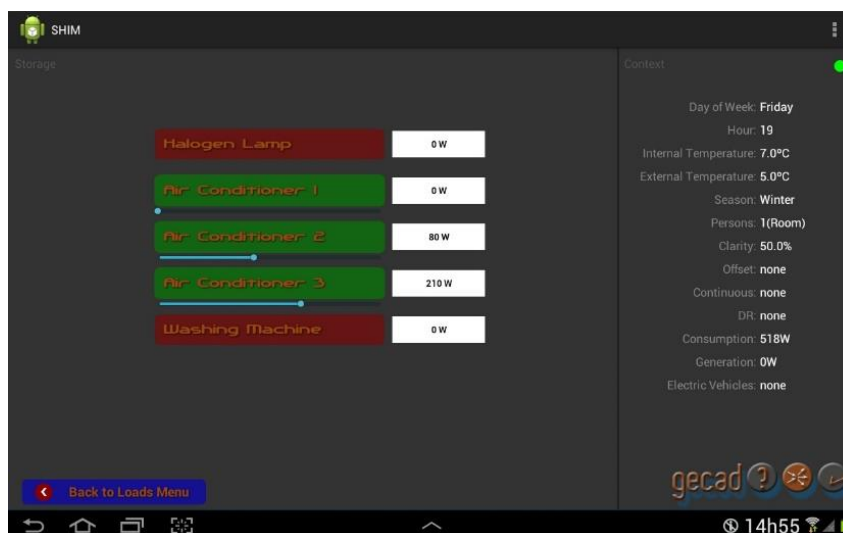 SHIM
Storage
Context
Halogen Lamp
0 W
Air Conditioner 1
0 W
Air Conditioner 2
80 W
Air Conditioner 3
210 W
Washing Machine
0 W
Day of Week: Friday
Hour: 19
Internal Temperature: 7.0ºC
External Temperature: 5.0ºC
Season: Winter
Persons: 1(Room)
Clarity: 50.0%
Offset: none
Continuous: none
DR: none
Consumption: 518W
Generation: 0W
Electric Vehicles: none
Back to Loads Menu
gecad ?
14h55